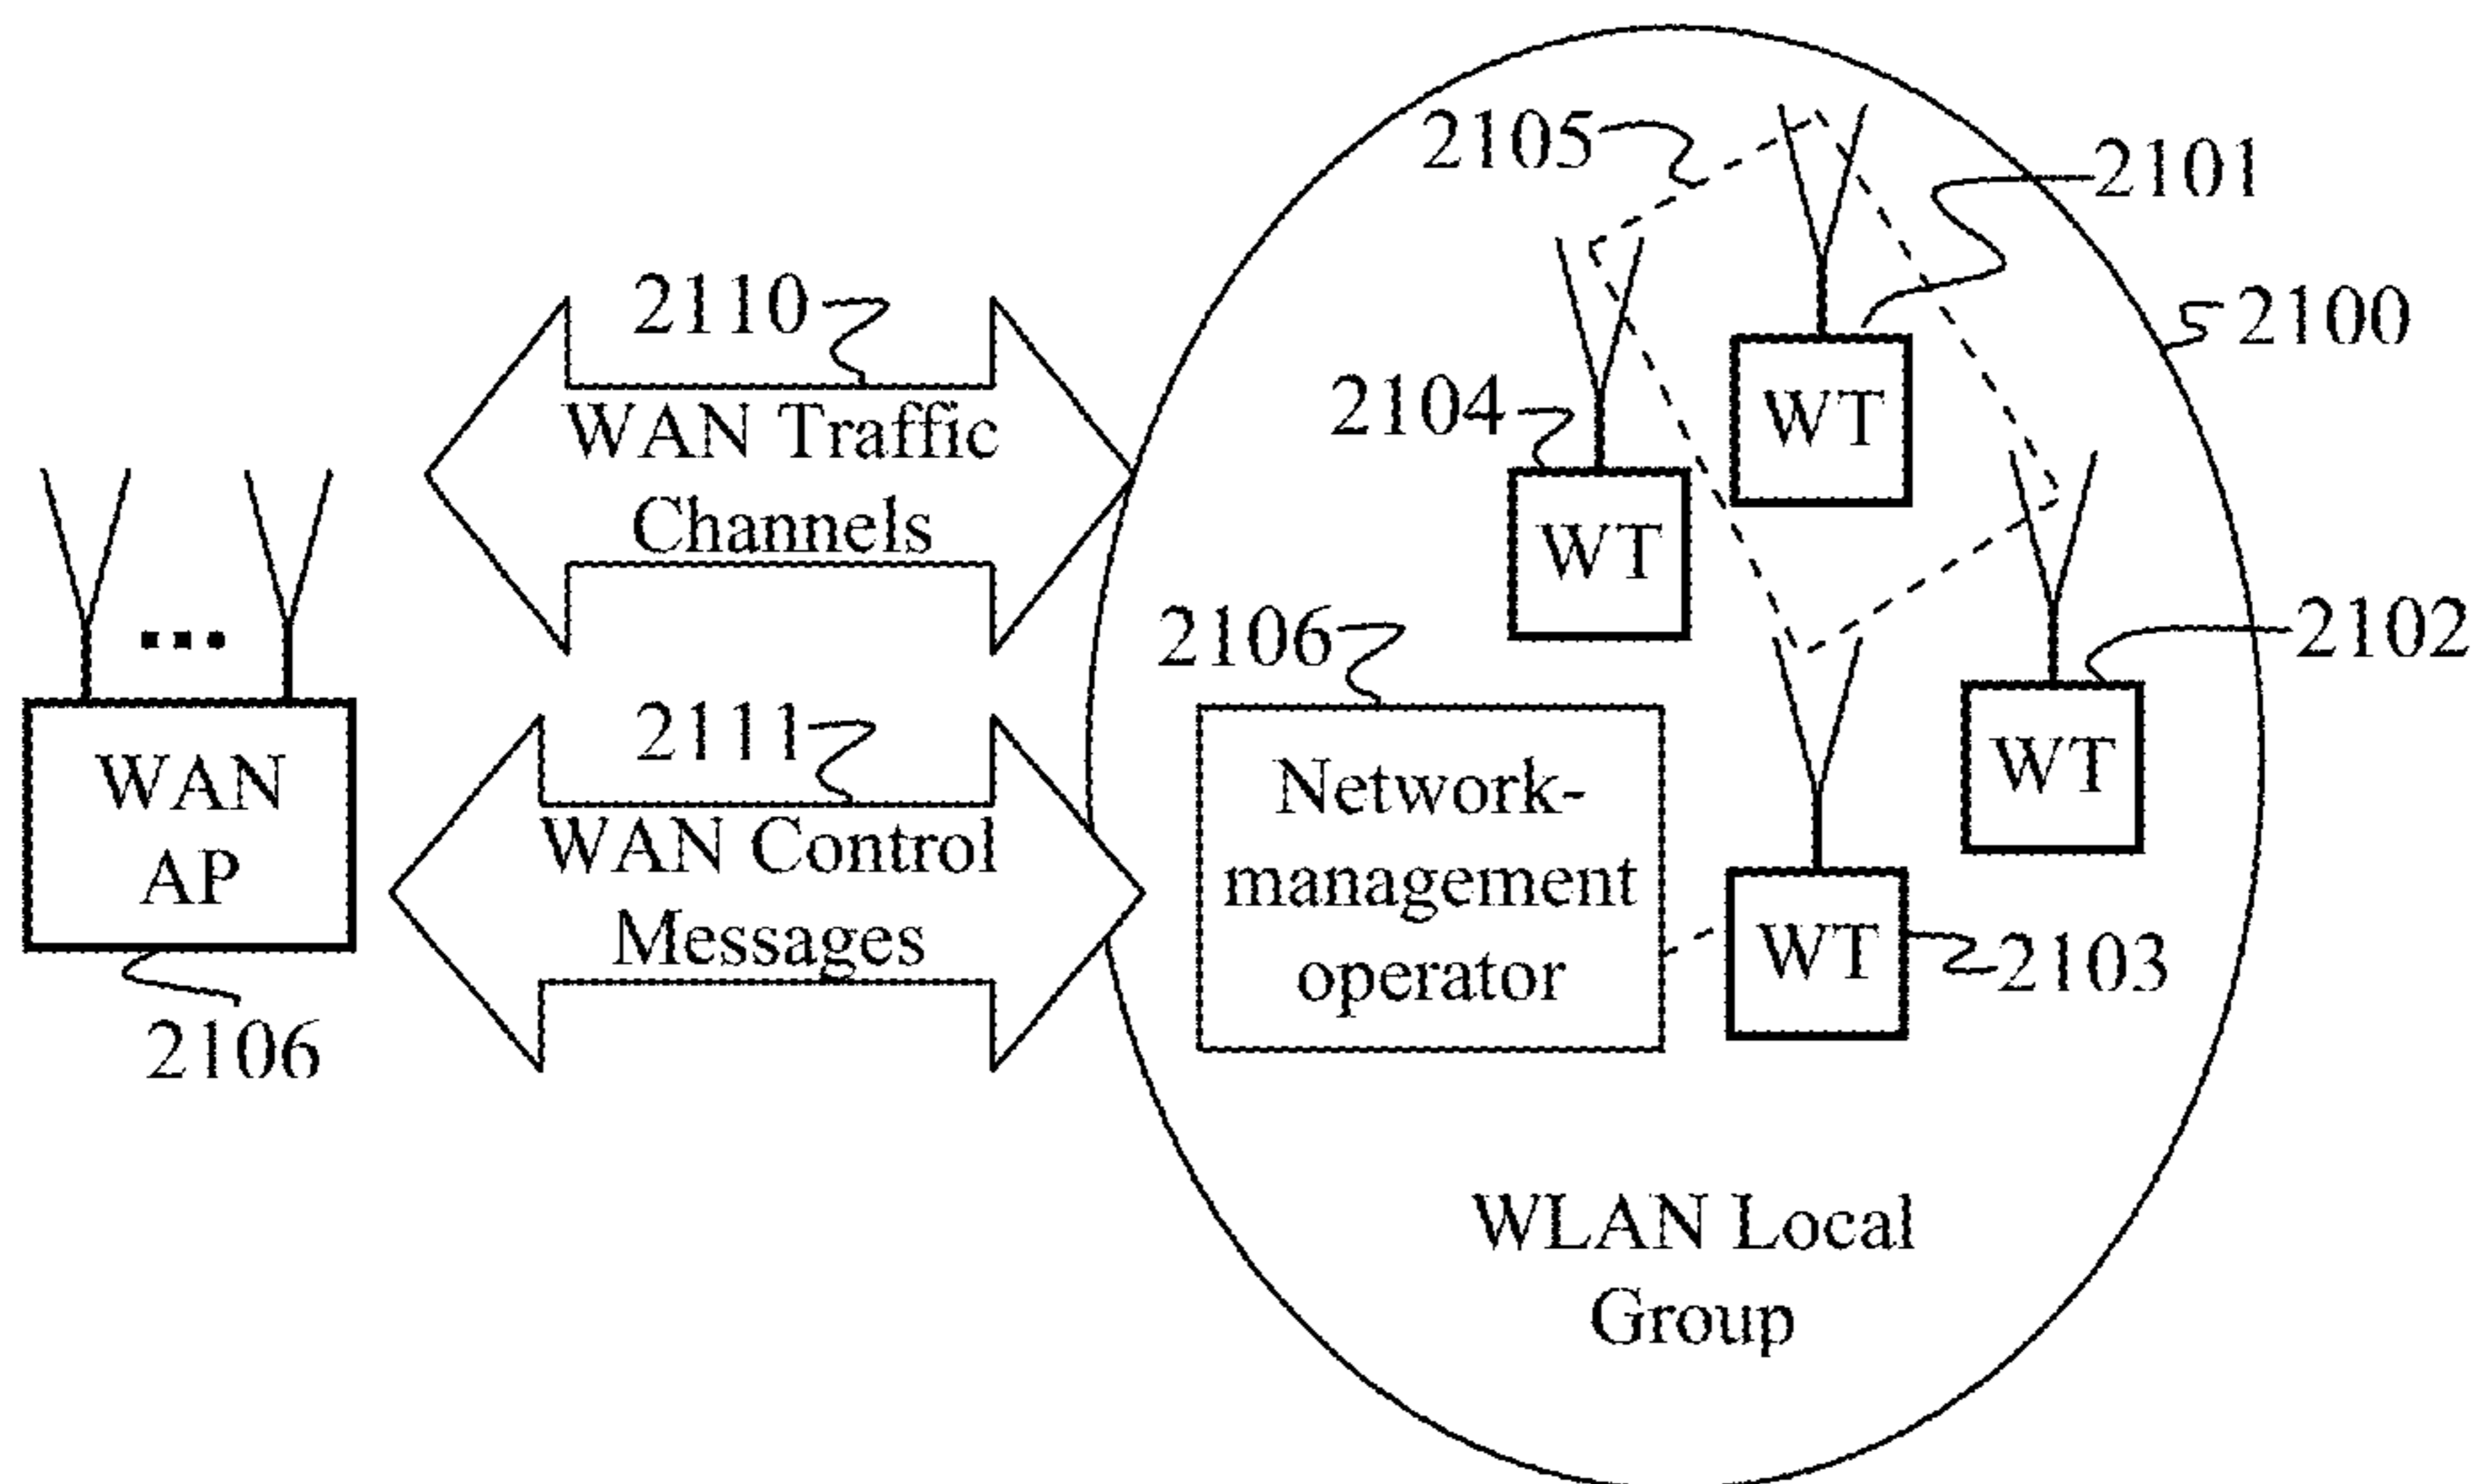 2105
2101
2110
2100
WAN Traffic
Channels
2104
WT
WT
2106
2102
WAN
AP
2106
2111
WAN Control
Messages
Network-
management
operator
WT
WT
2103
WLAN Local
Group